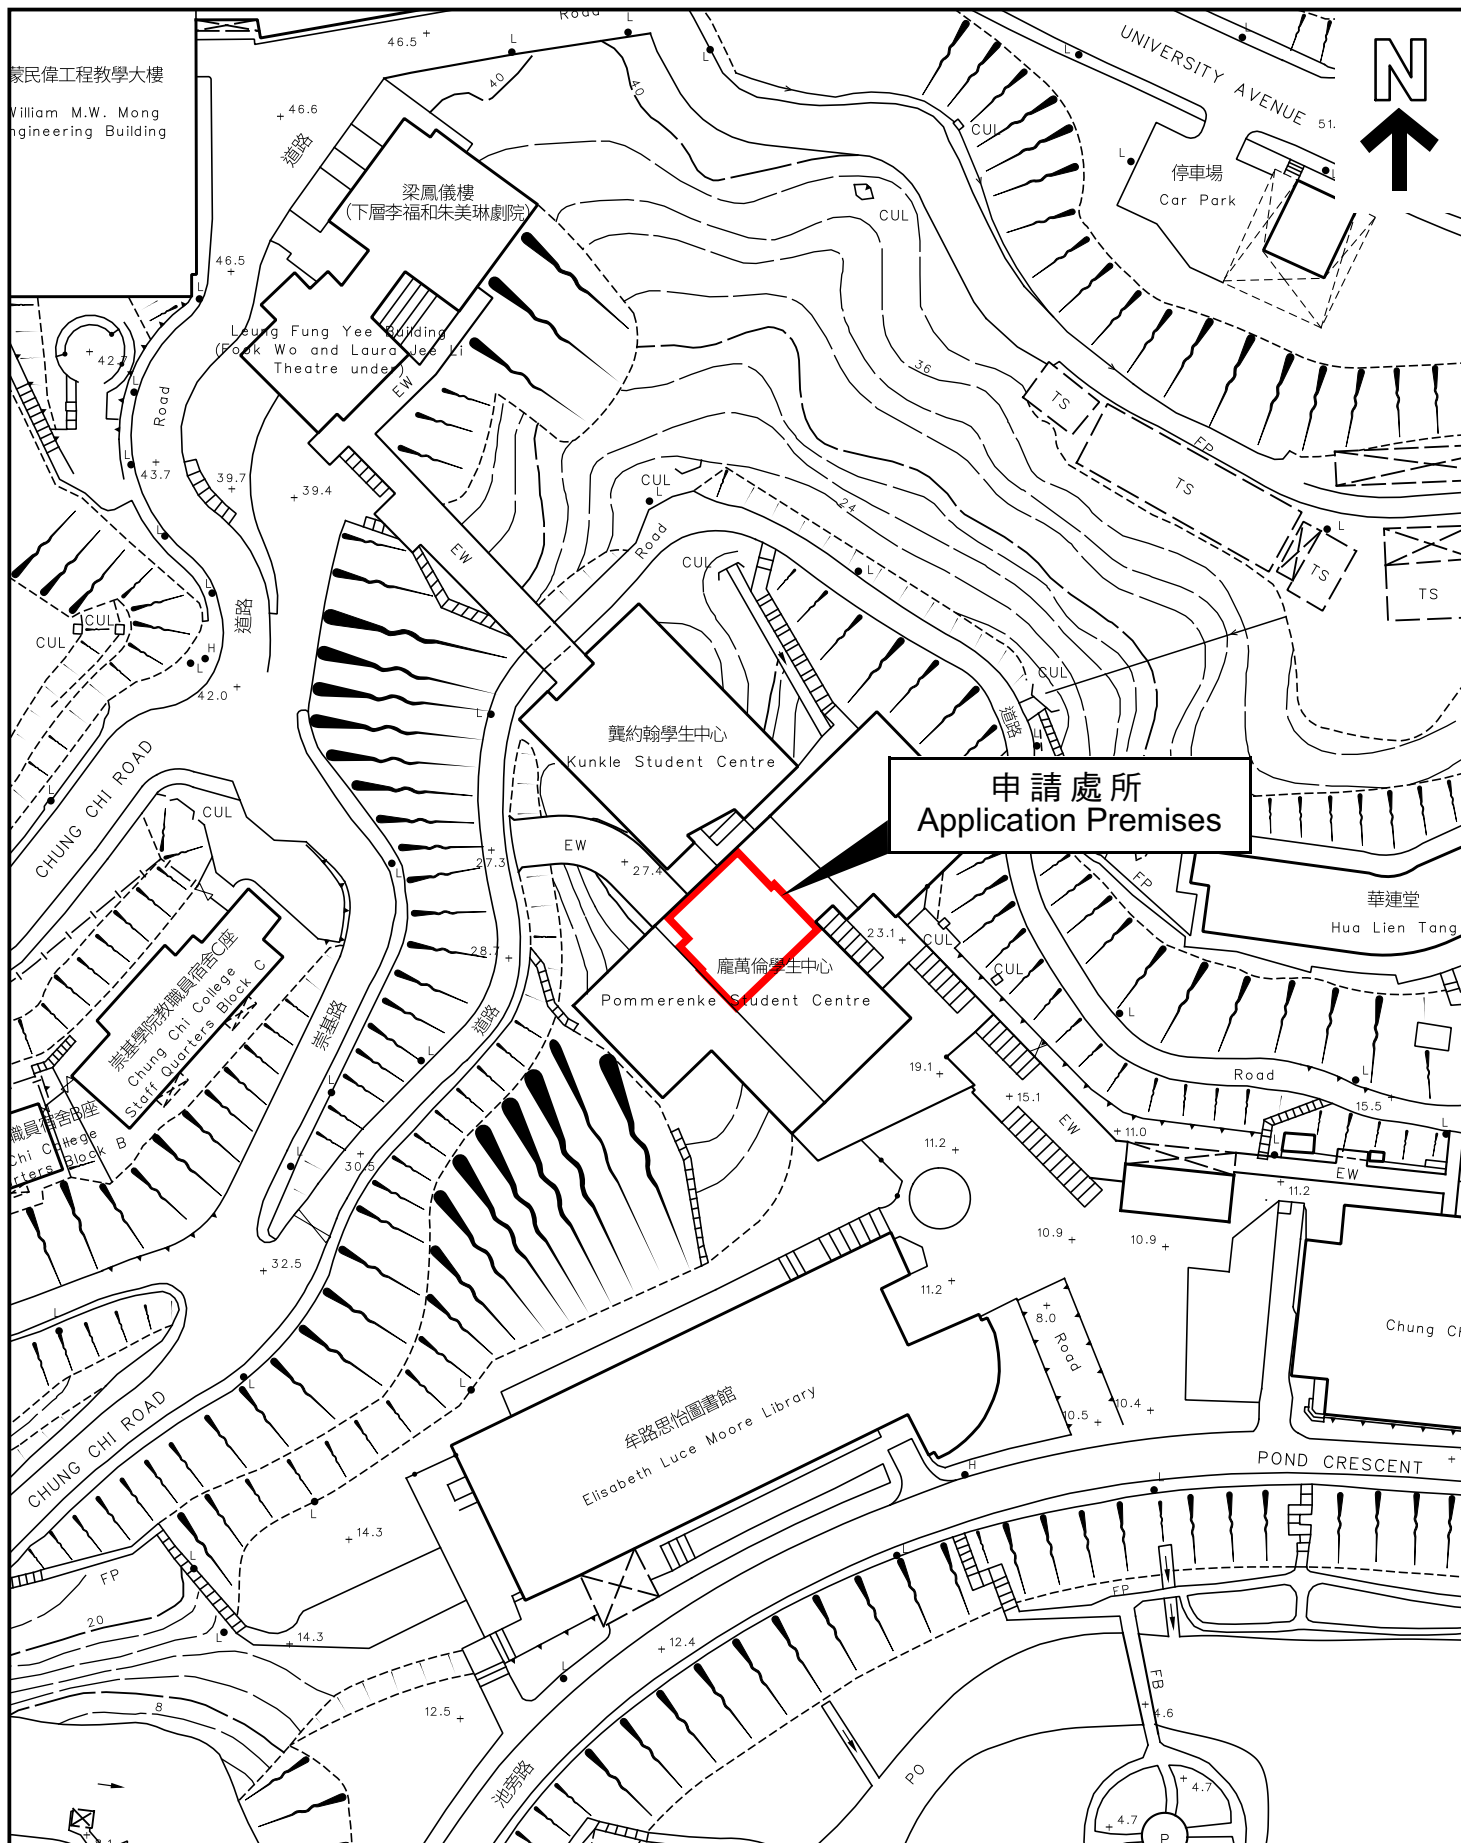 Road
46.5
L
L
L
L
L
UNIVERSITY AVENUE
N
51.
蒙民偉工程教學大樓
William M.W. Mong
ngineering Building
46.6
道路
40
40
CUL
停車場
Car Park
L
L
梁鳳儀樓
(下層李福和朱美琳劇院)
CUL
46.5
L
Leung Fung Yee Building
(Fook Wo and Laura Jee Li
Theatre under)
EW
42.7
L
Road
36
TS
FP
TS
L
43.7
39.7
39.4
CUL
L
24
L
L
EW
Road
CUL
L
TS
TS
L
CUL
CUL
道路
H
L
42.0
CUL
道路
L
L
龔約翰學生中心
Kunkle Student Centre
CHUNG CHI ROAD
L
CUL
申請處所
Application Premises
EW
27.3
27.4
L
FP
華連堂
Hua Lien Tang
23.1
CUL
CUL
28.7
龐萬倫學生中心
Pommerenke Student Centre
崇基學院教職員宿舍C座
Chung Chi College
Staff Quarters Block C
崇基路
道路
L
L
L
19.1
15.1
EW
11.0
Road
L
15.5
L
職員宿舍B座
Chi College
rters Block B
30.5
L
11.2
L
EW
11.2
32.5
10.9
10.9
11.2
8.0
Road
Chung Ch
L
L
L
CHUNG CHI ROAD
牟路思怡圖書館
Elisabeth Luce Moore Library
10.5
10.4
POND CRESCENT
H
L
L
14.3
L
FP
L
FP
20
L
14.3
12.4
L
FB
4.6
8
12.5
PO
池旁路
4.7
4.7
P